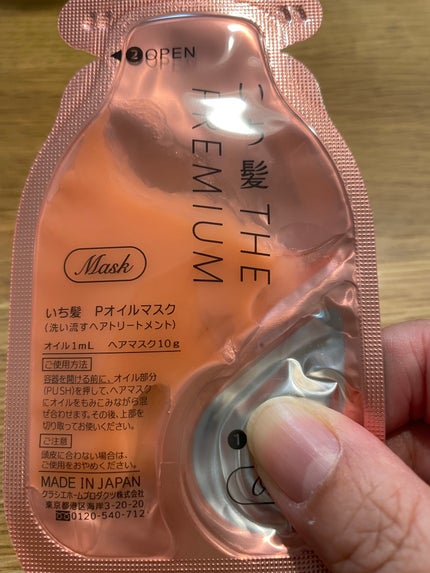 ◀❷OPEN
髪 THE
PREMIUM
Mask
いち髪 Pオイルマスク
(洗い流すヘアトリートメント)
オイル1mL ヘアマスク10g
ご使用方法
容器を開ける前に、オイル部分
(PUSH)を押して、ヘアマスク
にオイルをもみこみながら混
ぜ合わせます。その後、上部を
切り取ってお使いください。
ご注意
頭皮に合わない場合は、
ご使用をおやめください。
MADE IN JAPAN
クラシエホームプロダクツ株式会社
東京都港区海岸3-20-20
0120-540-712
❶